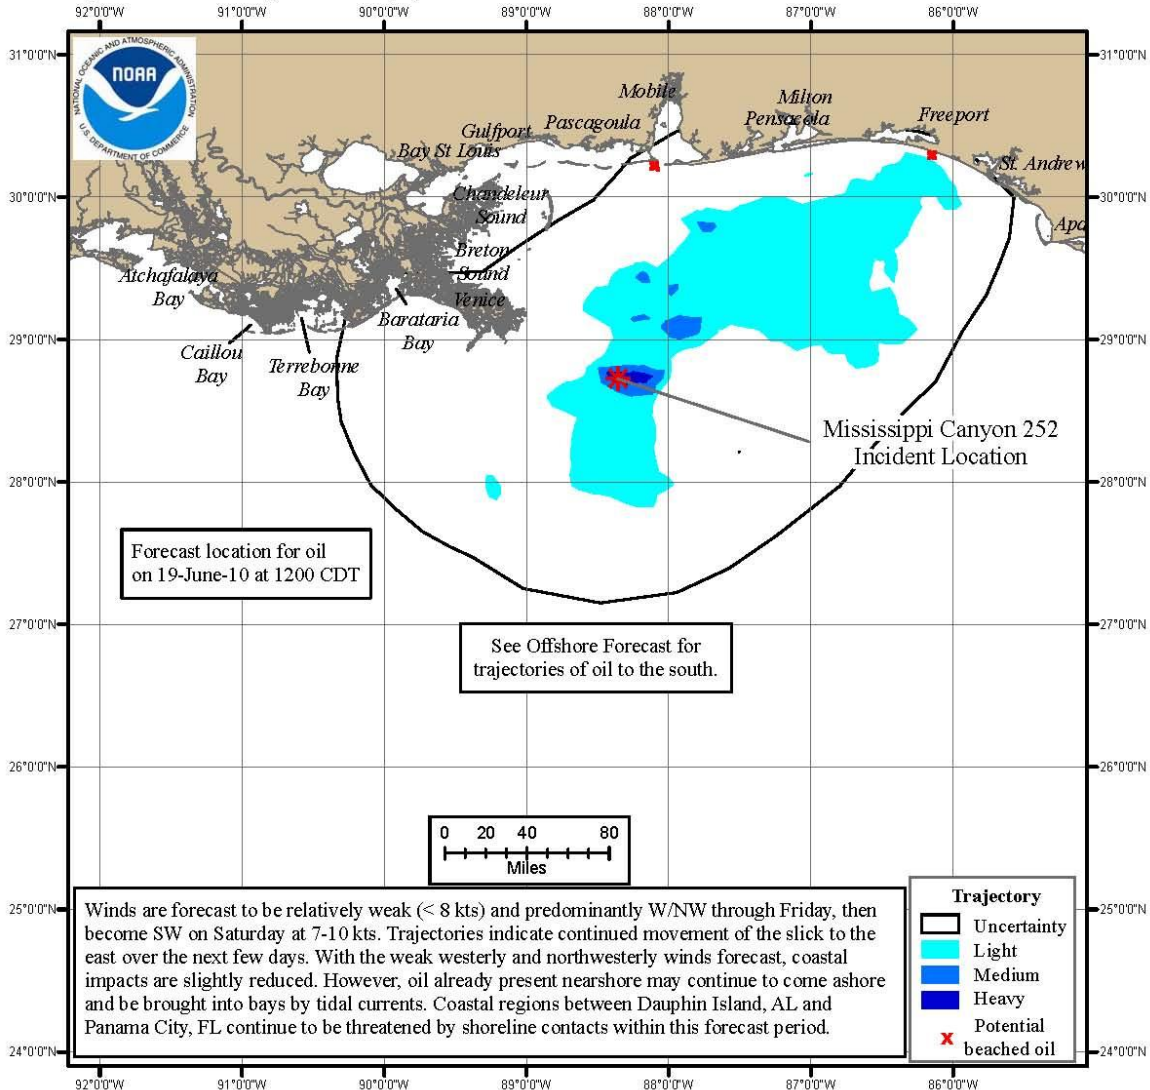 92°0'0"W 91°0'0"W 90°0'0"W 89°0'0"W 88°0'0"W 87°0'0"W 86°0'0"W
31°0'0"N 31°0'0"N
NATIONAL OCEANIC AND ATMOSPHERIC ADMINISTRATION
NOAA
U.S. DEPARTMENT OF COMMERCE
Mobile
Milton
Pensacola
Freeport
Pascagoula
Gulfport
Bay St Louis
St. Andrew
30°0'0"N 30°0'0"N
Chandeleur
Sound
Apa
Breton
Sound
Atchafalaya
Bay
Venice
Barataria
Bay
29°0'0"N 29°0'0"N
Caillou
Bay
Terrebonne
Bay
Mississippi Canyon 252
Incident Location
28°0'0"N 28°0'0"N
Forecast location for oil
on 19-June-10 at 1200 CDT
27°0'0"N 27°0'0"N
See Offshore Forecast for
trajectories of oil to the south.
26°0'0"N 26°0'0"N
0 20 40 80
Miles
25°0'0"N 25°0'0"N
Winds are forecast to be relatively weak (< 8 kts) and predominantly W/NW through Friday, then
become SW on Saturday at 7-10 kts. Trajectories indicate continued movement of the slick to the
east over the next few days. With the weak westerly and northwesterly winds forecast, coastal
impacts are slightly reduced. However, oil already present nearshore may continue to come ashore
and be brought into bays by tidal currents. Coastal regions between Dauphin Island, AL and
Panama City, FL continue to be threatened by shoreline contacts within this forecast period.
Trajectory
Uncertainty
Light
Medium
Heavy
Potential
beached oil
24°0'0"N 24°0'0"N
92°0'0"W 91°0'0"W 90°0'0"W 89°0'0"W 88°0'0"W 87°0'0"W 86°0'0"W